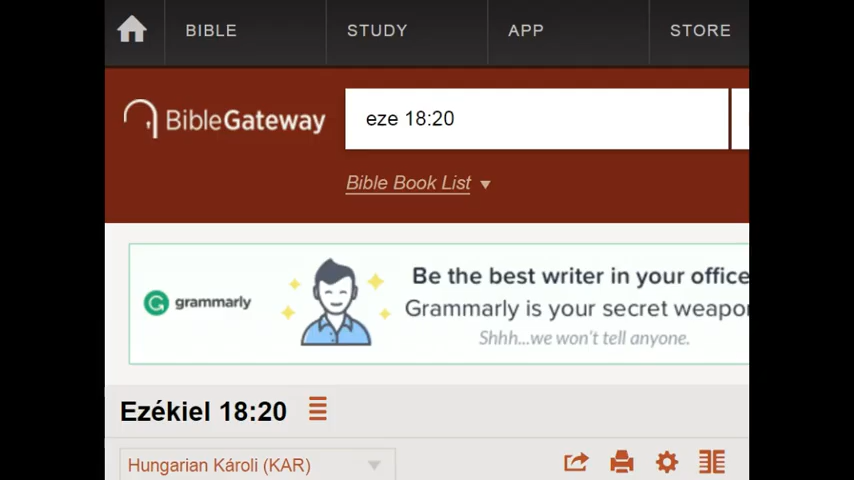 BIBLE STUDY APP STORE
BibleGateway eze 18:20
Bible Book List
Be the best writer in your office
grammarly Grammarly is your secret weapo
Shhh...we won't tell anyone.
Ezékiel 18:20
Hungarian Károli (KAR)